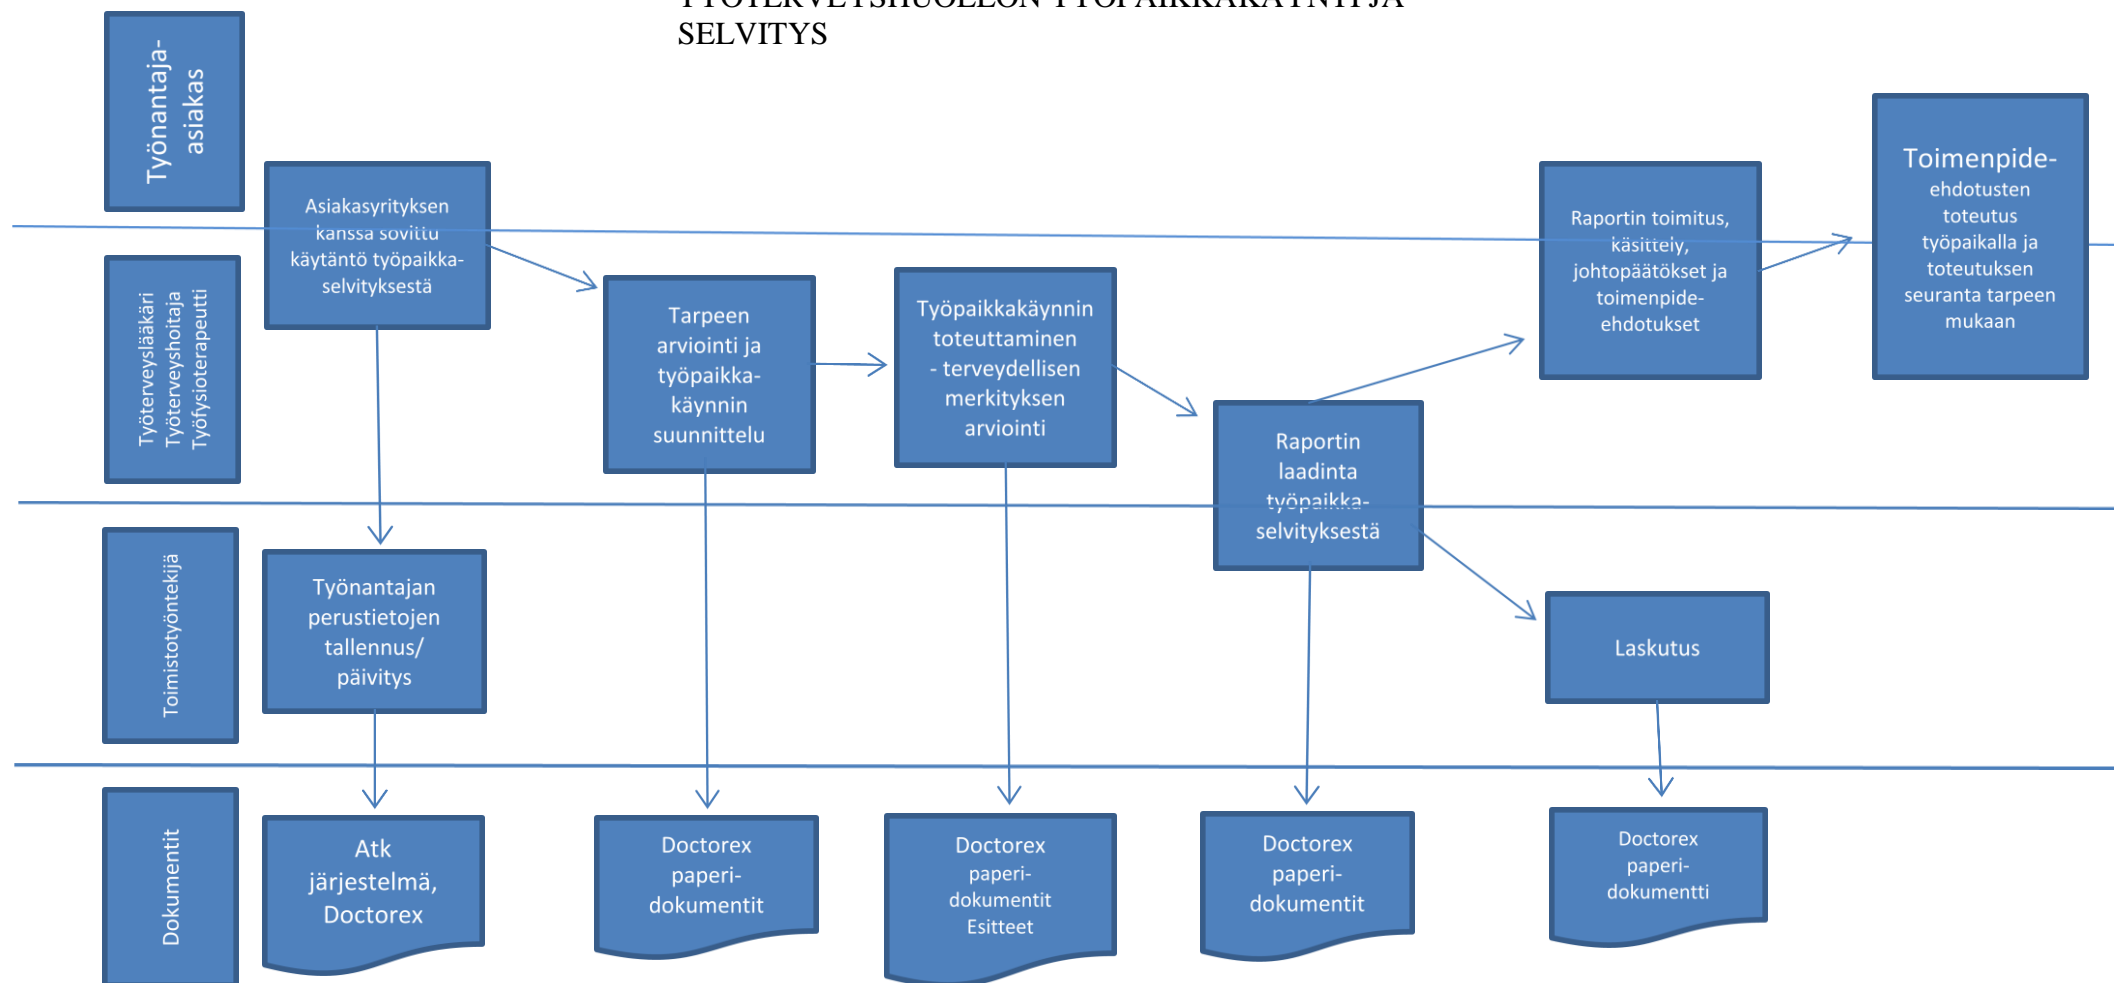 TYÖTERVEYSHUOLLON TYÖPAIKKAKÄYNTI JA
SELVITYS
Työnantaja-
asiakas
Asiakasyrityksen
kanssa sovittu
käytäntö työpaikka-
selvityksestä
Raportin toimitus,
käsittely,
johtopäätökset ja
toimenpide-
ehdotukset
Toimenpide-
ehdotusten
toteutus
työpaikalla ja
toteutuksen
seuranta tarpeen
mukaan
Työterveyslääkäri
Työterveyshoitaja
Työfysioterapeutti
Tarpeen
arviointi ja
työpaikka-
käynnin
suunnittelu
Työpaikkakäynnin
toteuttaminen
- terveydellisen
merkityksen
arviointi
Raportin
laadinta
työpaikka-
selvityksestä
Toimistotyöntekijä
Työnantajan
perustietojen
tallennus/
päivitys
Laskutus
Dokumentit
Atk
järjestelmä,
Doctorex
Doctorex
paperi-
dokumentit
Doctorex
paperi-
dokumentit
Esitteet
Doctorex
paperi-
dokumentit
Doctorex
paperi-
dokumentti